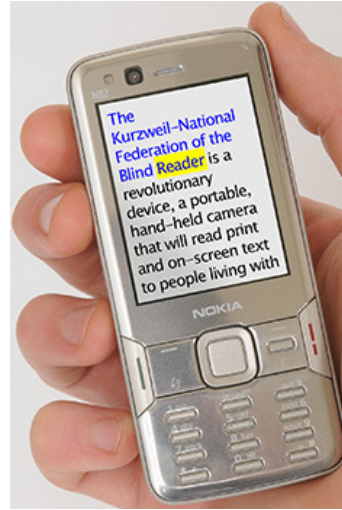 N82
The
Kurzweil-National
Federation of the
Blind Reader is a
revolutionary
device, a portable,
hand-held camera
that will read print
and on-screen text
to people living with
NOKIA